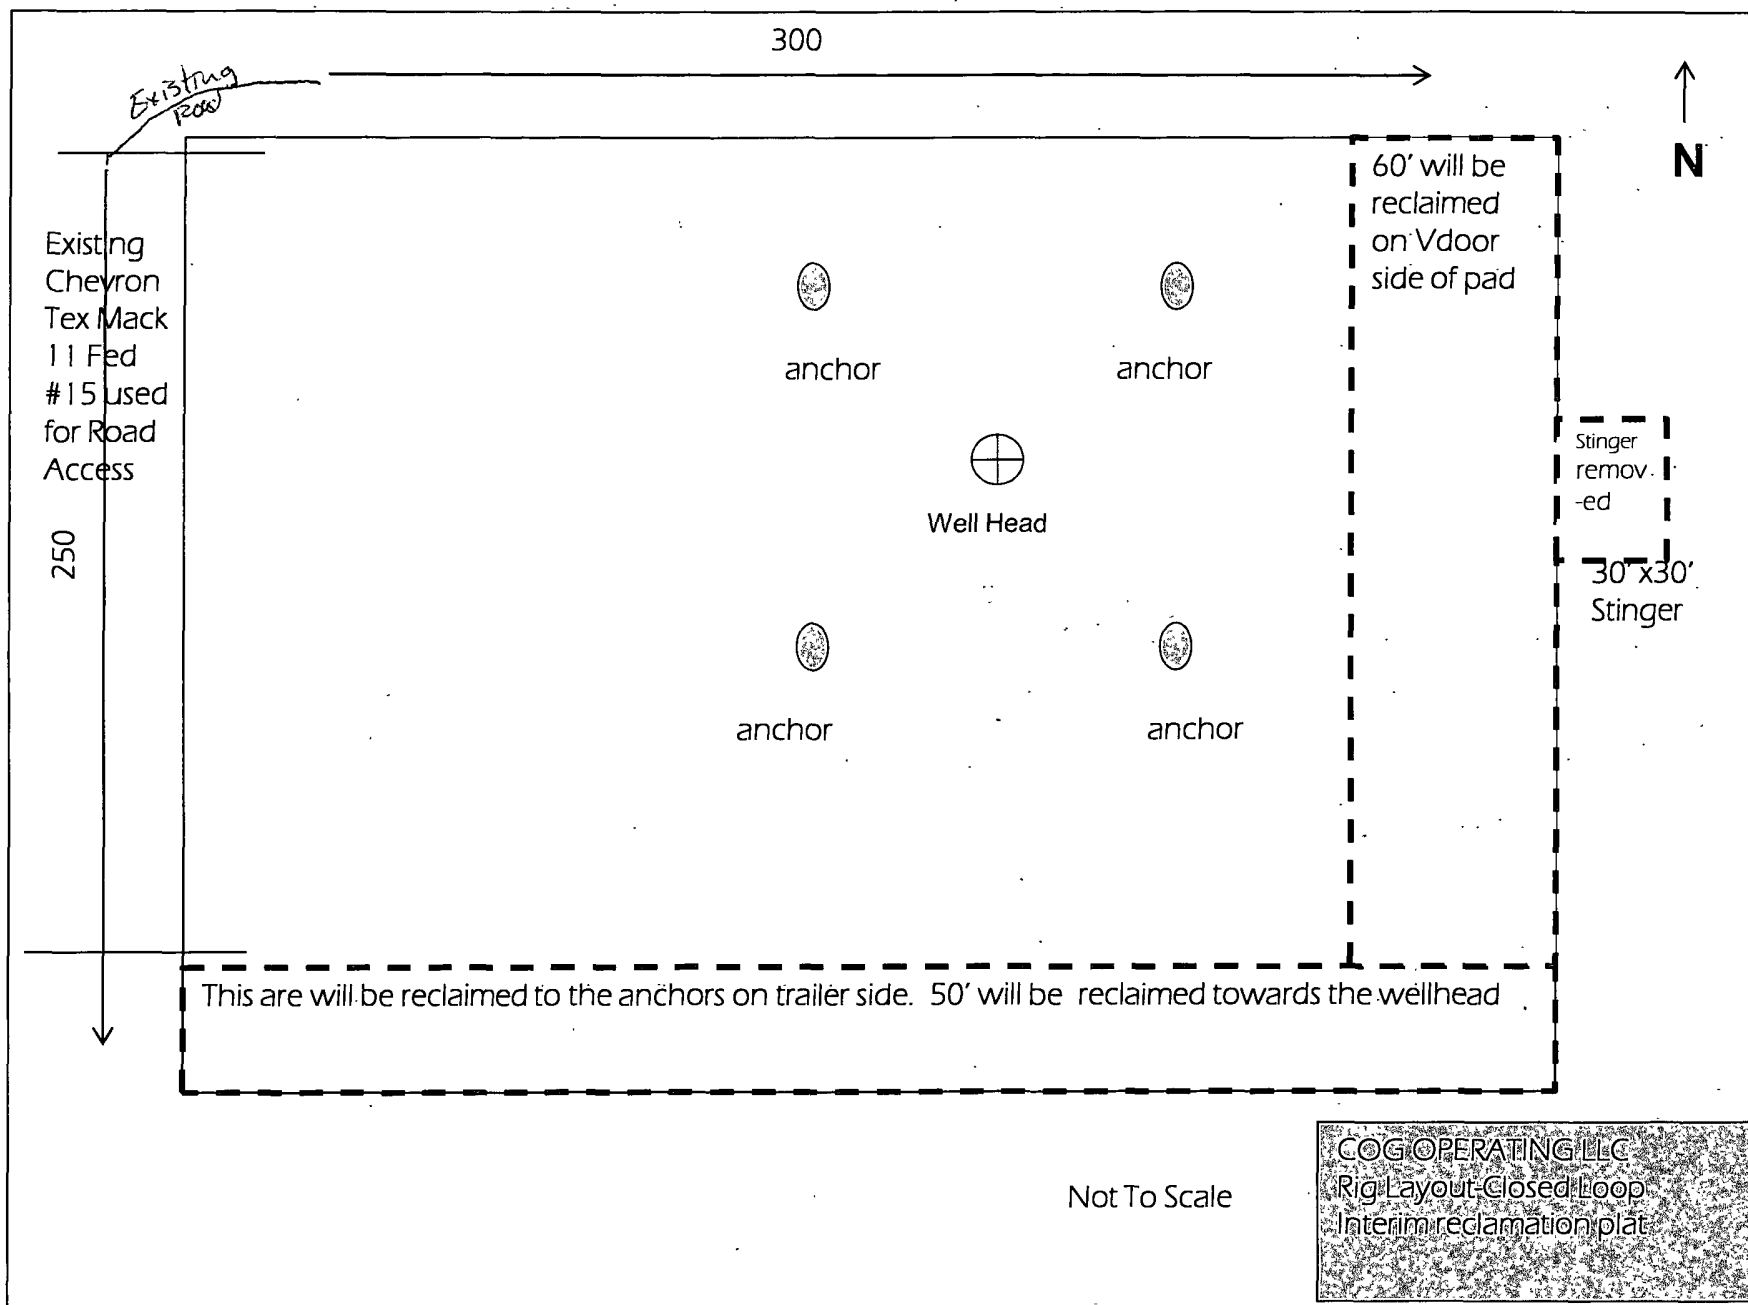 300
Existing
Road
N
60' will be
reclaimed
on Vdoor
side of pad
Existing
Chevron
Tex Mack
11 Fed
#15 used
for Road
Access
250
anchor
anchor
Well Head
Stinger
remov
-ed
30' x30'
Stinger
anchor
anchor
This are will be reclaimed to the anchors on trailer side. 50' will be reclaimed towards the wellhead
Not To Scale
COG OPERATING LLC
Rig Layout-Closed Loop
Interim reclamation plat